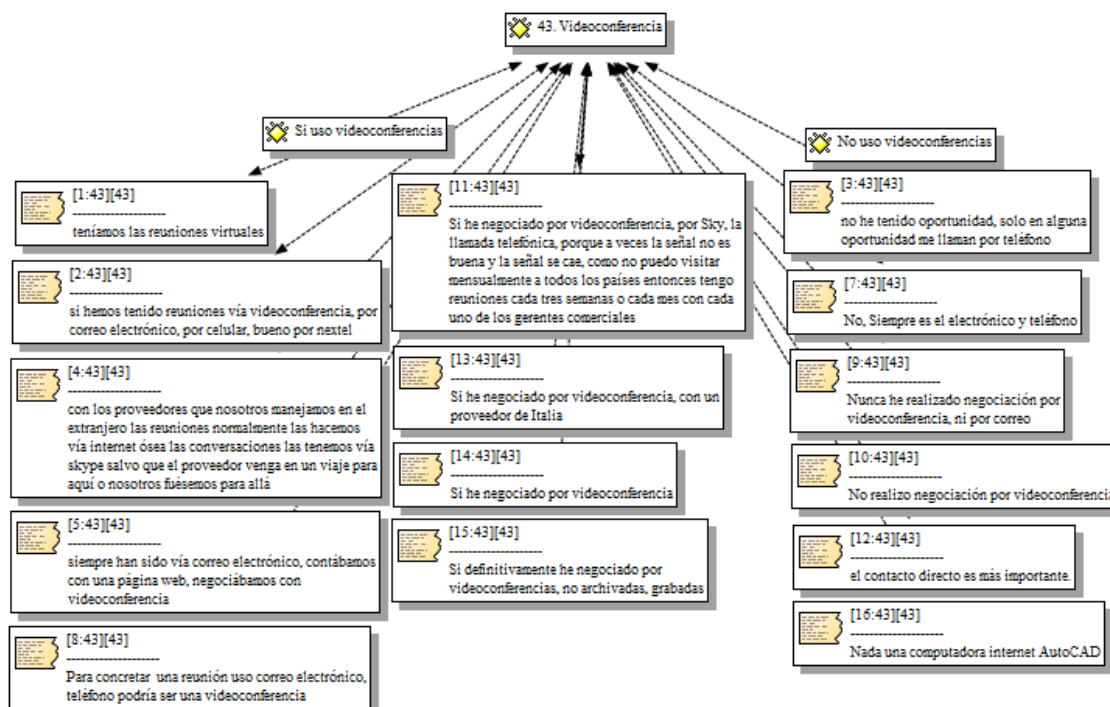 43. Videoconferencia
Si uso videoconferencias
[1:43][43]
--------------------
teníamos las reuniones virtuales
[2:43][43]
--------------------
si hemos tenido reuniones vía videoconferencia, por
correo electrónico, por celular, bueno por nextel
[4:43][43]
--------------------
con los proveedores que nosotros manejamos en el
extranjero las reuniones normalmente las hacemos
vía internet ósea las conversaciones las tenemos vía
skype salvo que el proveedor venga en un viaje para
aquí o nosotros fuésemos para allá
[5:43][43]
--------------------
siempre han sido vía correo electrónico, contábamos
con una página web, negociábamos con
videoconferencia
[8:43][43]
--------------------
Para concretar una reunión uso correo electrónico,
teléfono podría ser una videoconferencia
[11:43][43]
--------------------
Si he negociado por videoconferencia, por Sky, la
llamada telefónica, porque a veces la señal no es
buena y la señal se cae, como no puedo visitar
mensualmente a todos los países entonces tengo
reuniones cada tres semanas o cada mes con cada
uno de los gerentes comerciales
[13:43][43]
--------------------
Si he negociado por videoconferencia, con un
proveedor de Italia
[14:43][43]
--------------------
Si he negociado por videoconferencia
[15:43][43]
--------------------
Si definitivamente he negociado por
videoconferencias, no archivadas, grabadas
No uso videoconferencias
[3:43][43]
--------------------
no he tenido oportunidad, solo en alguna
oportunidad me llaman por teléfono
[7:43][43]
--------------------
No, Siempre es el electrónico y teléfono
[9:43][43]
--------------------
Nunca he realizado negociación por
videoconferencia, ni por correo
[10:43][43]
--------------------
No realizo negociación por videoconferencia
[12:43][43]
--------------------
el contacto directo es más importante.
[16:43][43]
--------------------
Nada una computadora internet AutoCAD